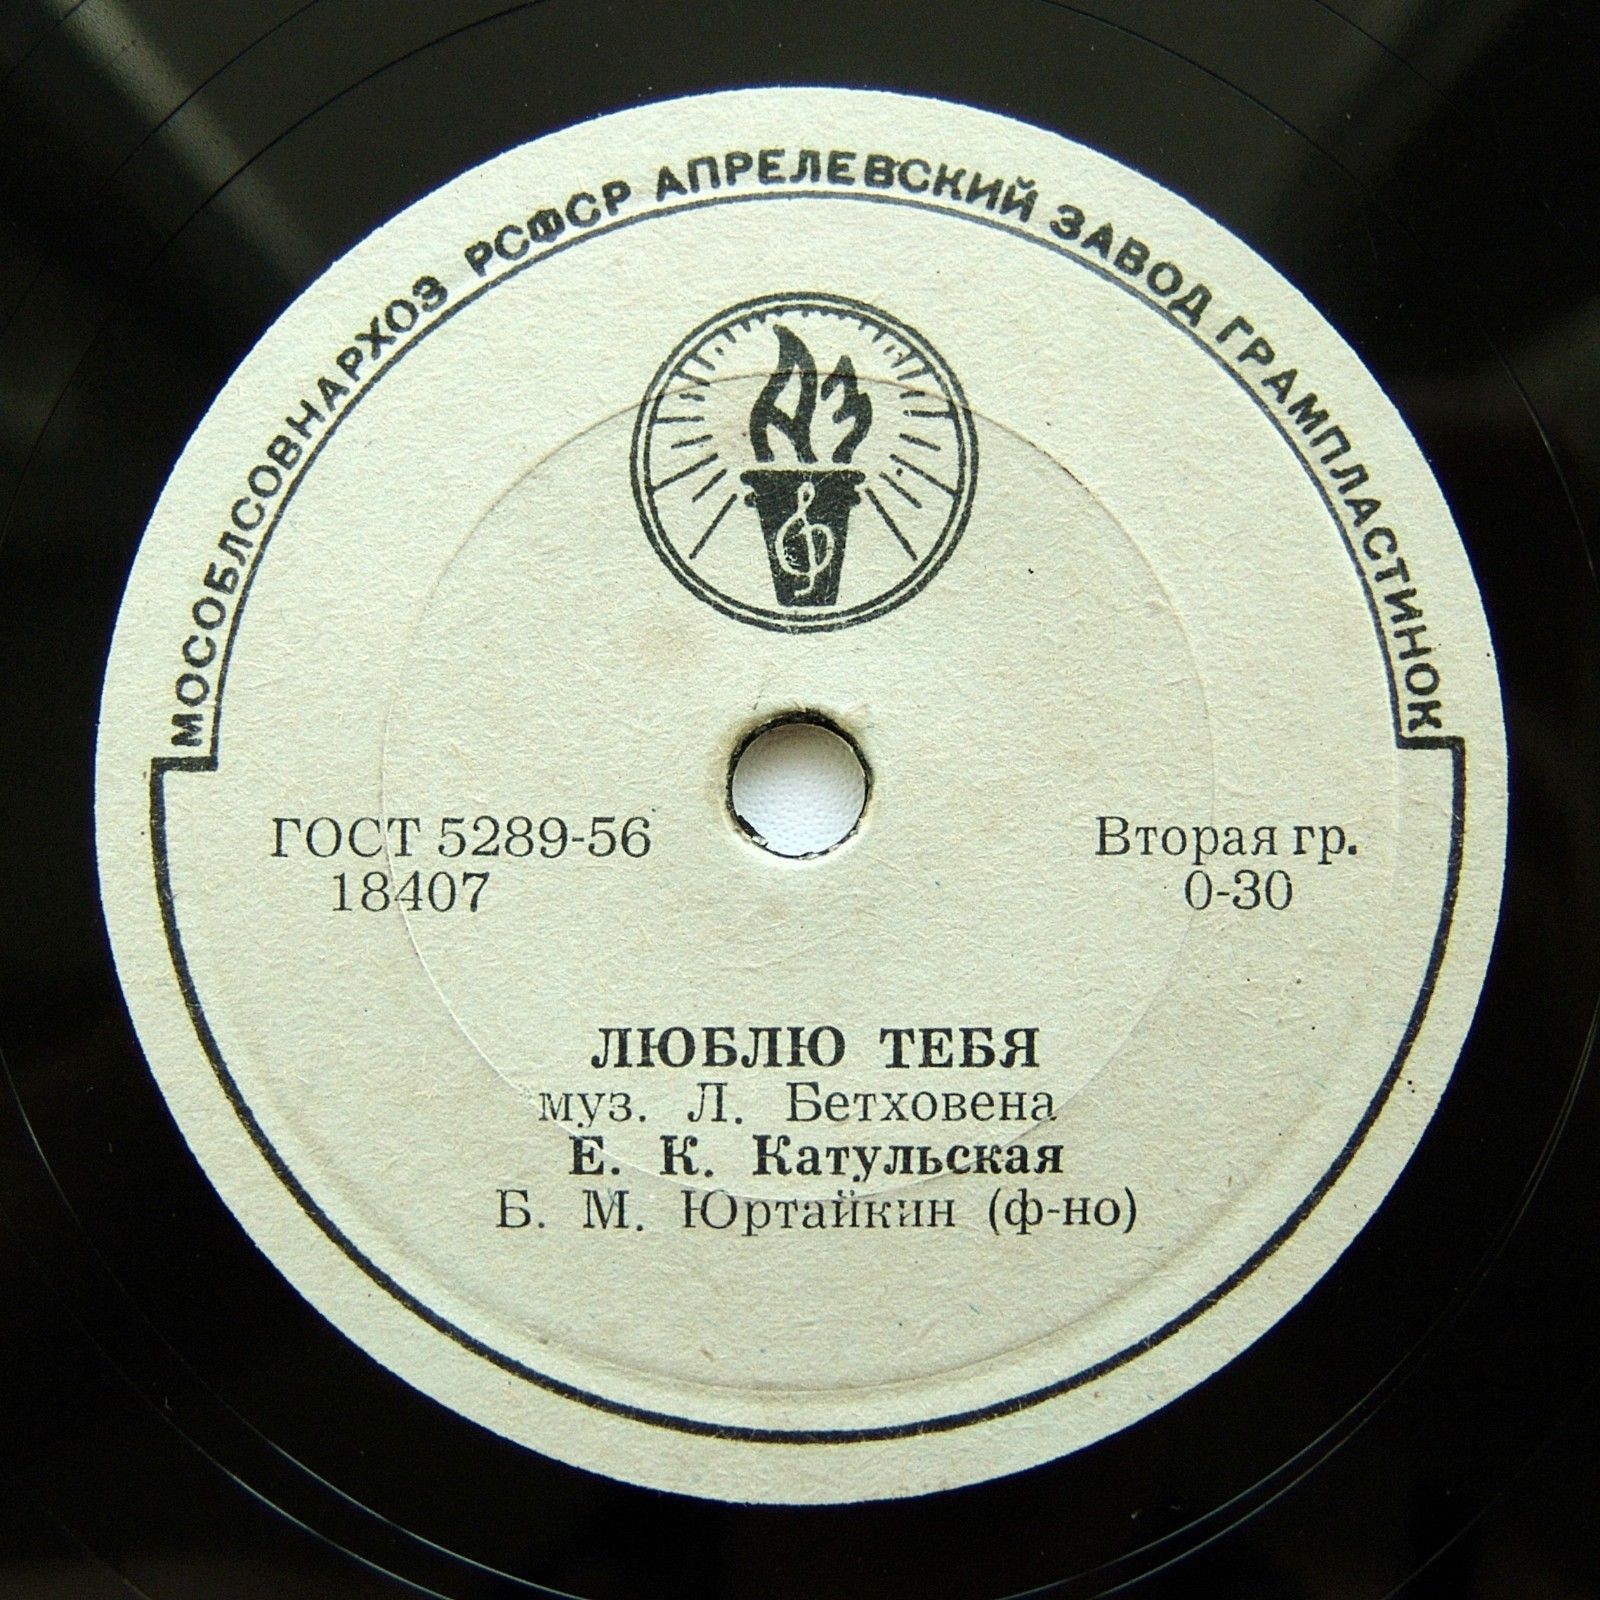 МОСОБЛСОВНАРХОЗ РСФСР АПРЕЛЕВСКИЙ ЗАВОД ГРАМПЛАСТИНОК
АЗ
ГОСТ 5289-56
18407
Вторая гр.
0-30
ЛЮБЛЮ ТЕБЯ
муз. Л. Бетховена
Е. К. Катульская
Б. М. Юртайкин (ф-но)